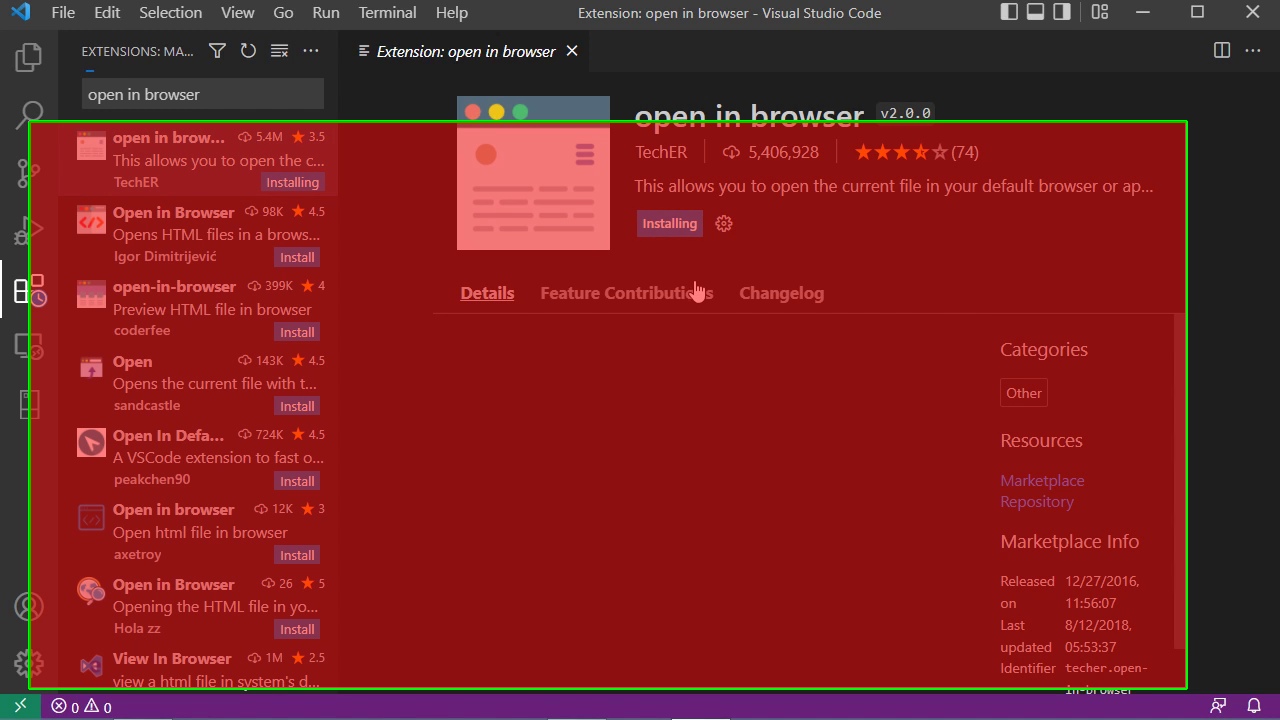 File Edit Selection View Go Run Terminal Help Extension: open in browser - Visual Studio Code
EXTENSIONS: MA...
Extension: open in browser
open in browser
open in brow... 5.4M 3.5
This allows you to open the c...
TechER Installing
Open in Browser 98K 4.5
Opens HTML files in a brows...
Igor Dimitrijević Install
open-in-browser 399K 4
Preview HTML file in browser
coderfee Install
Open 143K 4.5
Opens the current file with t...
sandcastle Install
Open In Defa... 724K 4.5
A VSCode extension to fast o...
peakchen90 Install
Open in browser 12K 3
Open html file in browser
axetroy Install
Open in Browser 26 5
Opening the HTML file in yo...
Hola zz Install
View In Browser 1M 2.5
view a html file in system's d...
open in browser v2.0.0
TechER 5,406,928 (74)
This allows you to open the current file in your default browser or ap...
Installing
Details Feature Contributions Changelog
Categories
Other
Resources
Marketplace
Repository
Marketplace Info
Released on 12/27/2016, 11:56:07
Last updated 8/12/2018, 05:53:37
Identifier techer.open-in-browser
0 0